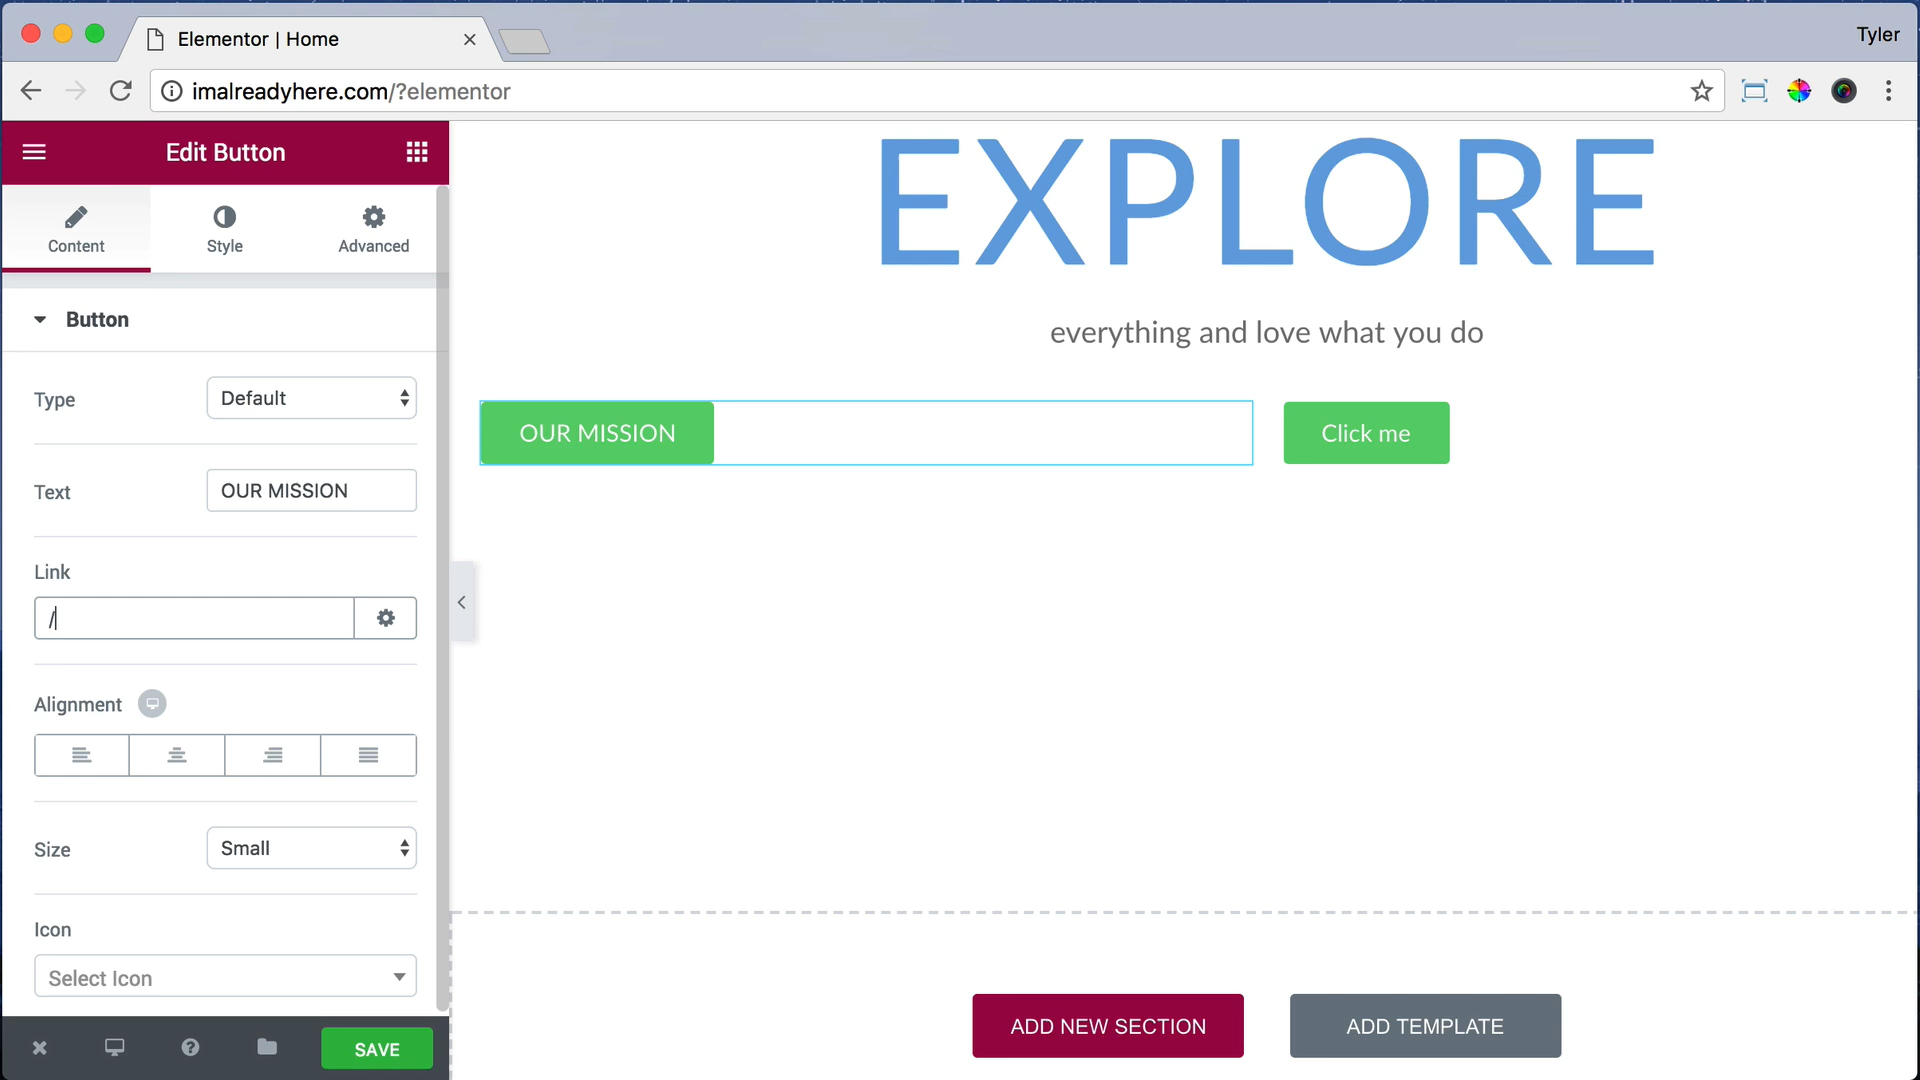 Elementor | Home
Tyler
imalreadyhere.com/?elementor
Edit Button
Content
Style
Advanced
Button
Type
Default
Text
OUR MISSION
Link
/
Alignment
Size
Small
Icon
Select Icon
SAVE
EXPLORE
everything and love what you do
OUR MISSION
Click me
ADD NEW SECTION
ADD TEMPLATE